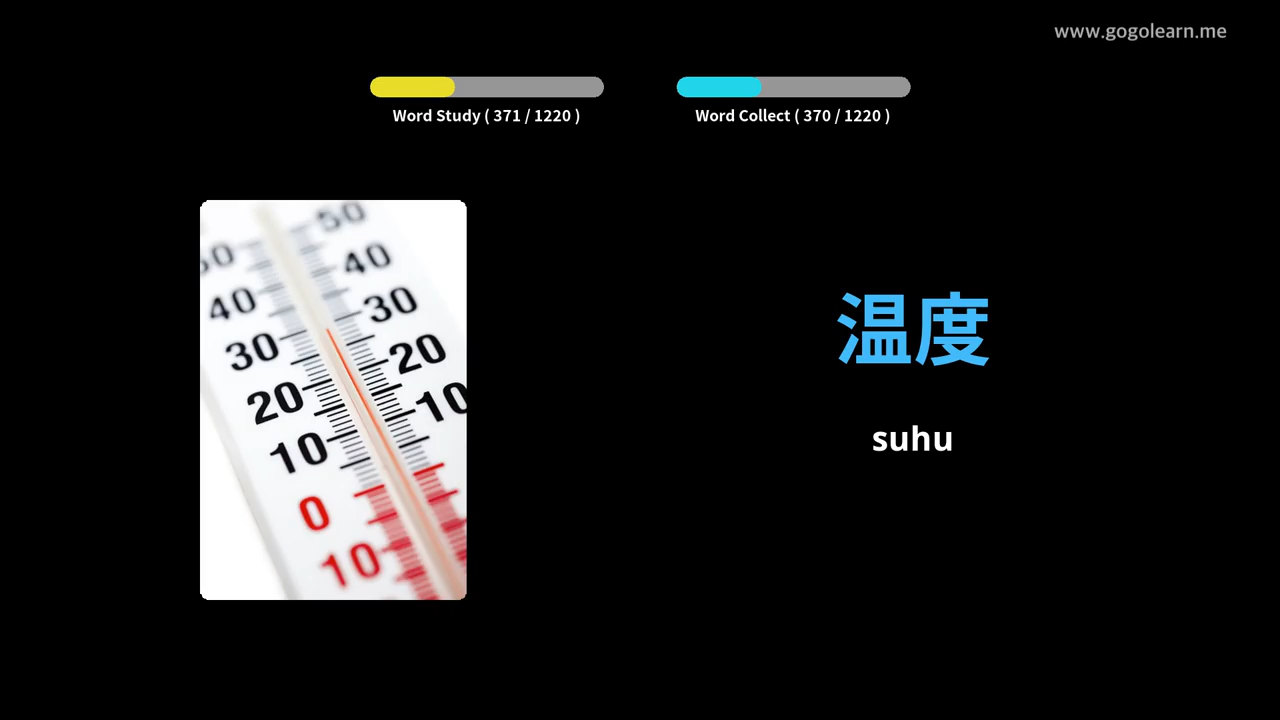 www.gogolearn.me
Word Study ( 371 / 1220 )
Word Collect ( 370 / 1220 )
50
50
40
40
30
30
20
20
10
10
0
10
温度
suhu